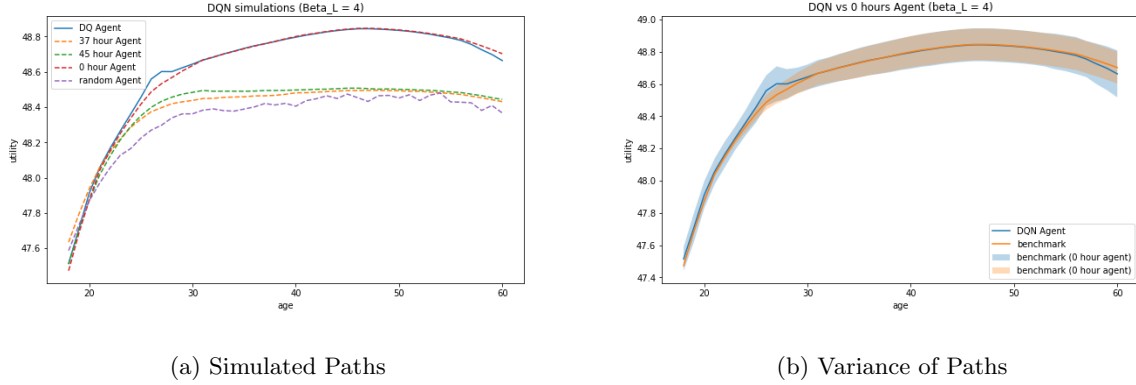 DQN simulations (Beta_L = 4)
DQ Agent
37 hour Agent
45 hour Agent
0 hour Agent
random Agent
48.8
48.6
48.4
48.2
48.0
47.8
47.6
utility
20
30
40
50
60
age
(a) Simulated Paths
DQN vs 0 hours Agent (beta_L = 4)
49.0
48.8
48.6
48.4
48.2
48.0
47.8
47.6
47.4
utility
DQN Agent
benchmark
benchmark (0 hour agent)
benchmark (0 hour agent)
20
30
40
50
60
age
(b) Variance of Paths